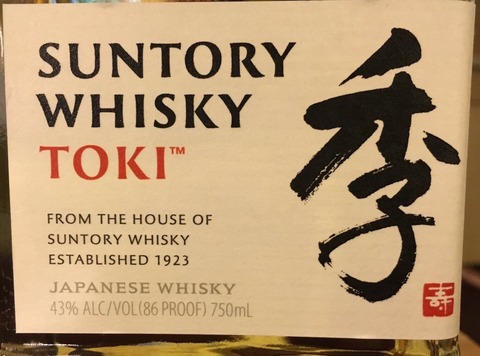 SUNTORY
WHISKY
TOKI™
FROM THE HOUSE OF
SUNTORY WHISKY
ESTABLISHED 1923
JAPANESE WHISKY
43% ALC/VOL(86 PROOF) 750mL
季
寿